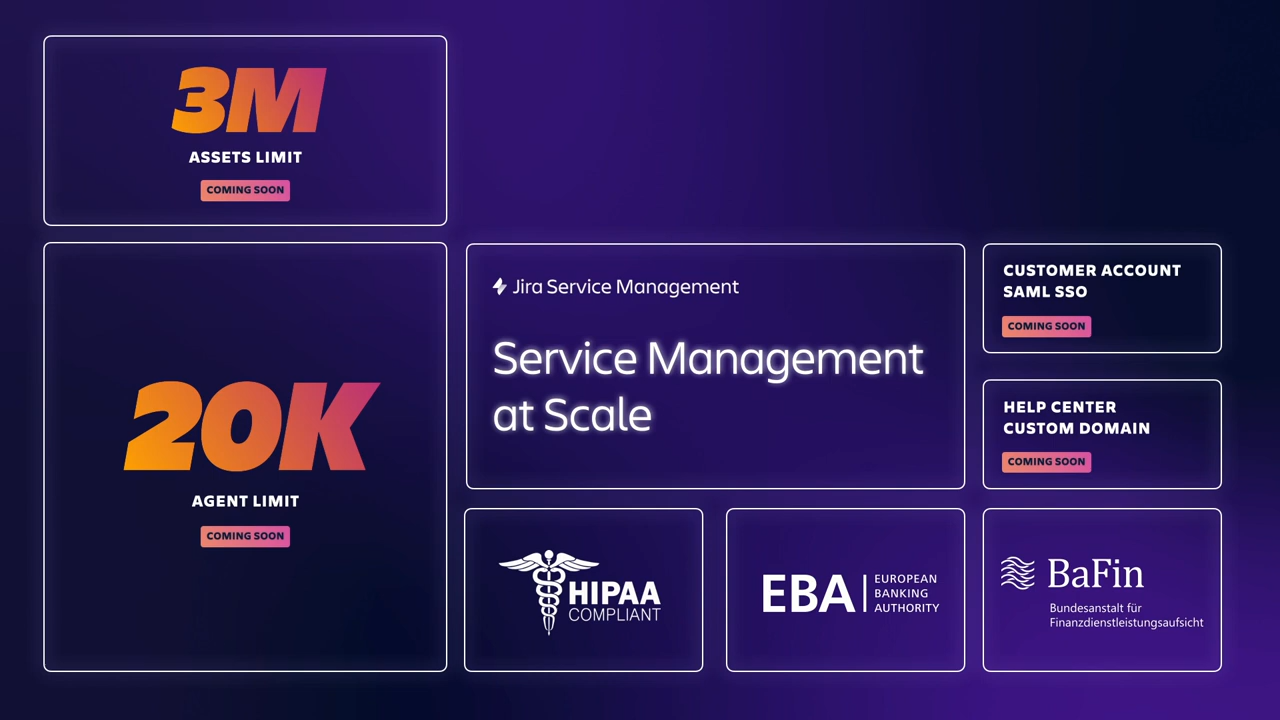 3M
ASSETS LIMIT
COMING SOON
20K
AGENT LIMIT
COMING SOON
Jira Service Management
Service Management
at Scale
CUSTOMER ACCOUNT
SAML SSO
COMING SOON
HELP CENTER
CUSTOM DOMAIN
COMING SOON
HIPAA
COMPLIANT
EBA
EUROPEAN
BANKING
AUTHORITY
BaFin
Bundesanstalt für
Finanzdienstleistungsaufsicht